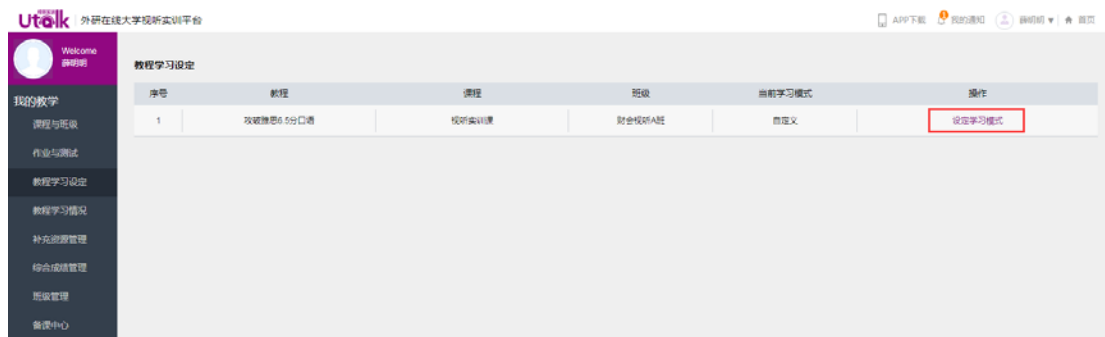 Utalk 外研在线大学视听实训平台
APP下载 1 我的通知 薛明明 首页
Welcome
薛明明
我的教学
课程与班级
作业与测试
教程学习设定
教程学习情况
补充资源管理
综合成绩管理
班级管理
备课中心
教程学习设定
序号 教程 课程 班级 当前学习模式 操作
1 攻破雅思6.5分口语 视听实训课 财会视听A班 自定义 设定学习模式